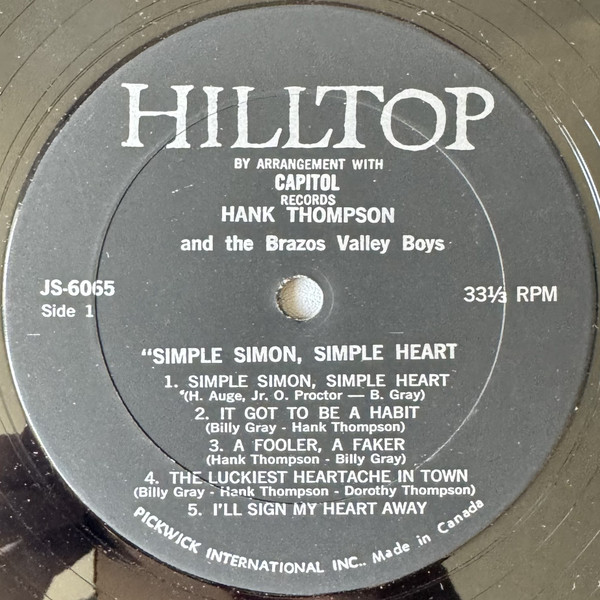 HILLTOP
BY ARRANGEMENT WITH
CAPITOL
RECORDS
HANK THOMPSON
and the Brazos Valley Boys
JS-6065
Side 1
33⅓ RPM
"SIMPLE SIMON, SIMPLE HEART
1. SIMPLE SIMON, SIMPLE HEART
(H. Auge, Jr. O. Proctor — B. Gray)
2. IT GOT TO BE A HABIT
(Billy Gray - Hank Thompson)
3. A FOOLER, A FAKER
(Hank Thompson - Billy Gray)
4. THE LUCKIEST HEARTACHE IN TOWN
(Billy Gray - Hank Thompson - Dorothy Thompson)
5. I'LL SIGN MY HEART AWAY
PICKWICK INTERNATIONAL INC.. Made in Canada